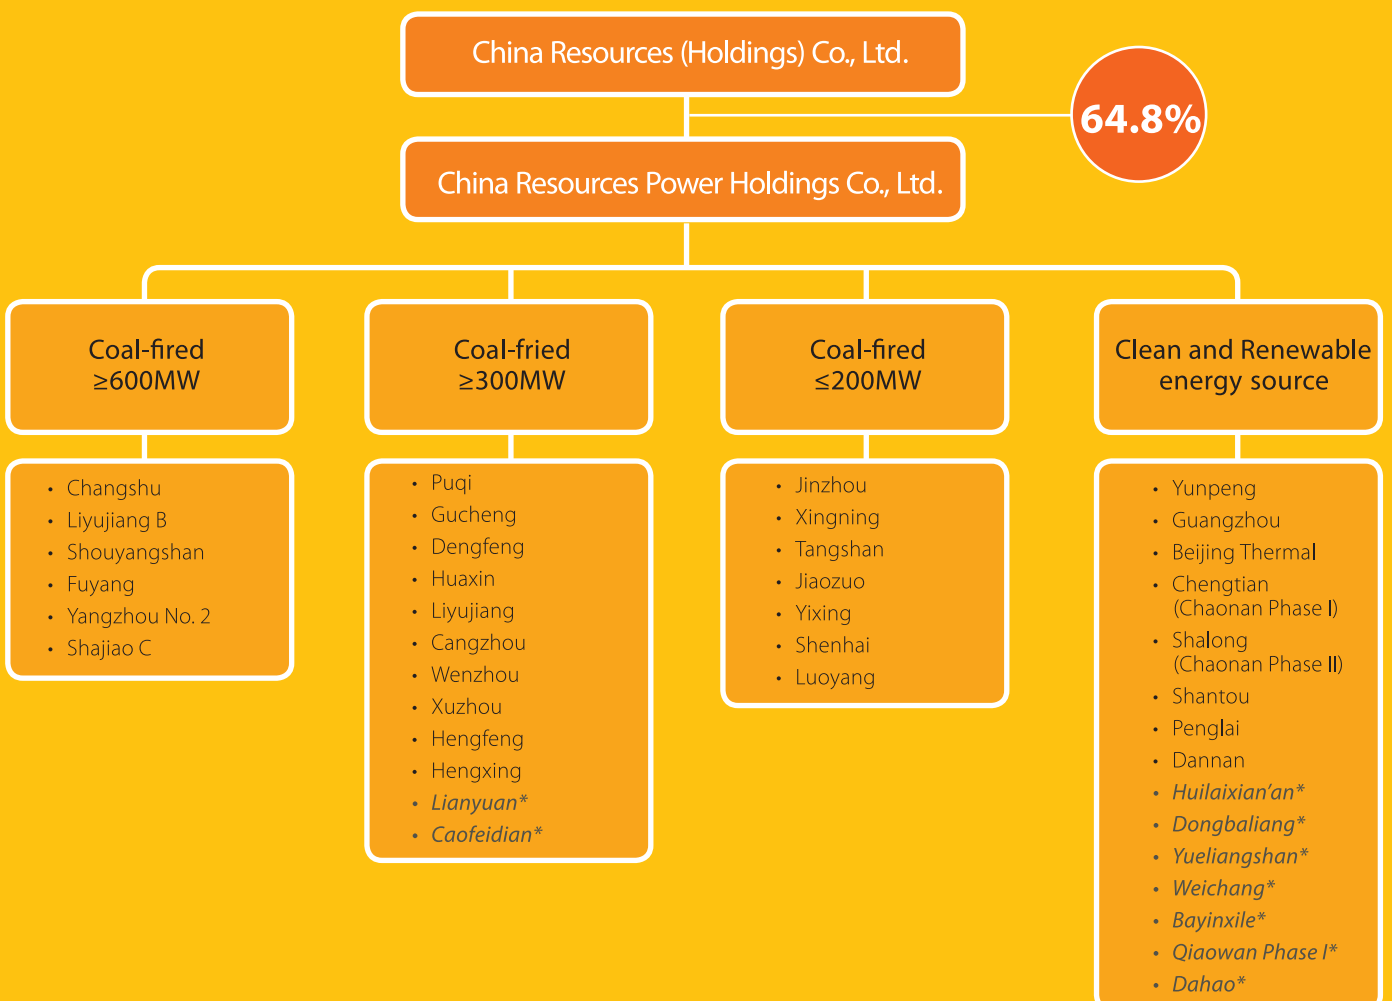 China Resources (Holdings) Co., Ltd.
64.8%
China Resources Power Holdings Co., Ltd.
Coal-fired
≥600MW
• Changshu
• Liyujiang B
• Shouyangshan
• Fuyang
• Yangzhou No. 2
• Shajiao C
Coal-fried
≥300MW
• Puqi
• Gucheng
• Dengfeng
• Huaxin
• Liyujiang
• Cangzhou
• Wenzhou
• Xuzhou
• Hengfeng
• Hengxing
• Lianyuan*
• Caofeidian*
Coal-fired
≤200MW
• Jinzhou
• Xingning
• Tangshan
• Jiaozuo
• Yixing
• Shenhai
• Luoyang
Clean and Renewable
energy source
• Yunpeng
• Guangzhou
• Beijing Thermal
• Chengtian
(Chaonan Phase I)
• Shalong
(Chaonan Phase II)
• Shantou
• Penglai
• Dannan
• Huilaixian’an*
• Dongbaliang*
• Yueliangshan*
• Weichang*
• Bayinxile*
• Qiaowan Phase I*
• Dahao*